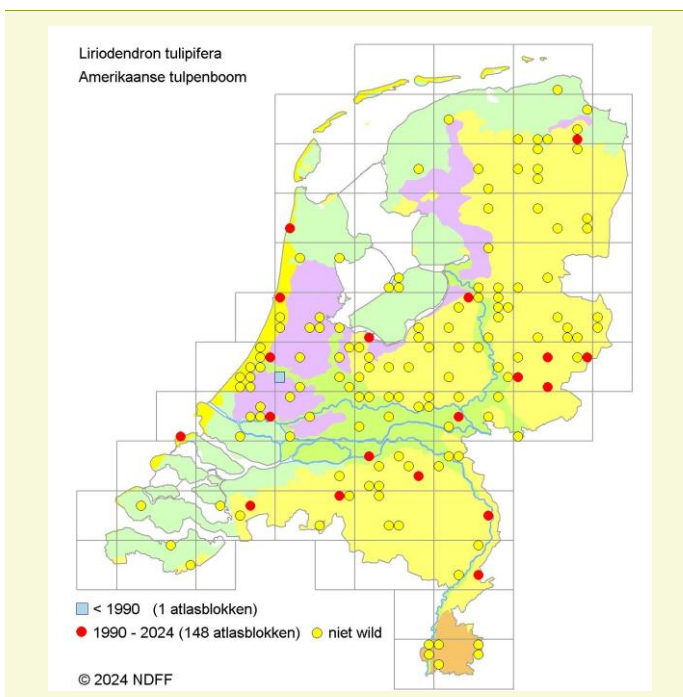 Liriodendron tulipifera
Amerikaanse tulpenboom
< 1990 (1 atlasblokken)
1990 - 2024 (148 atlasblokken) niet wild
© 2024 NDFF